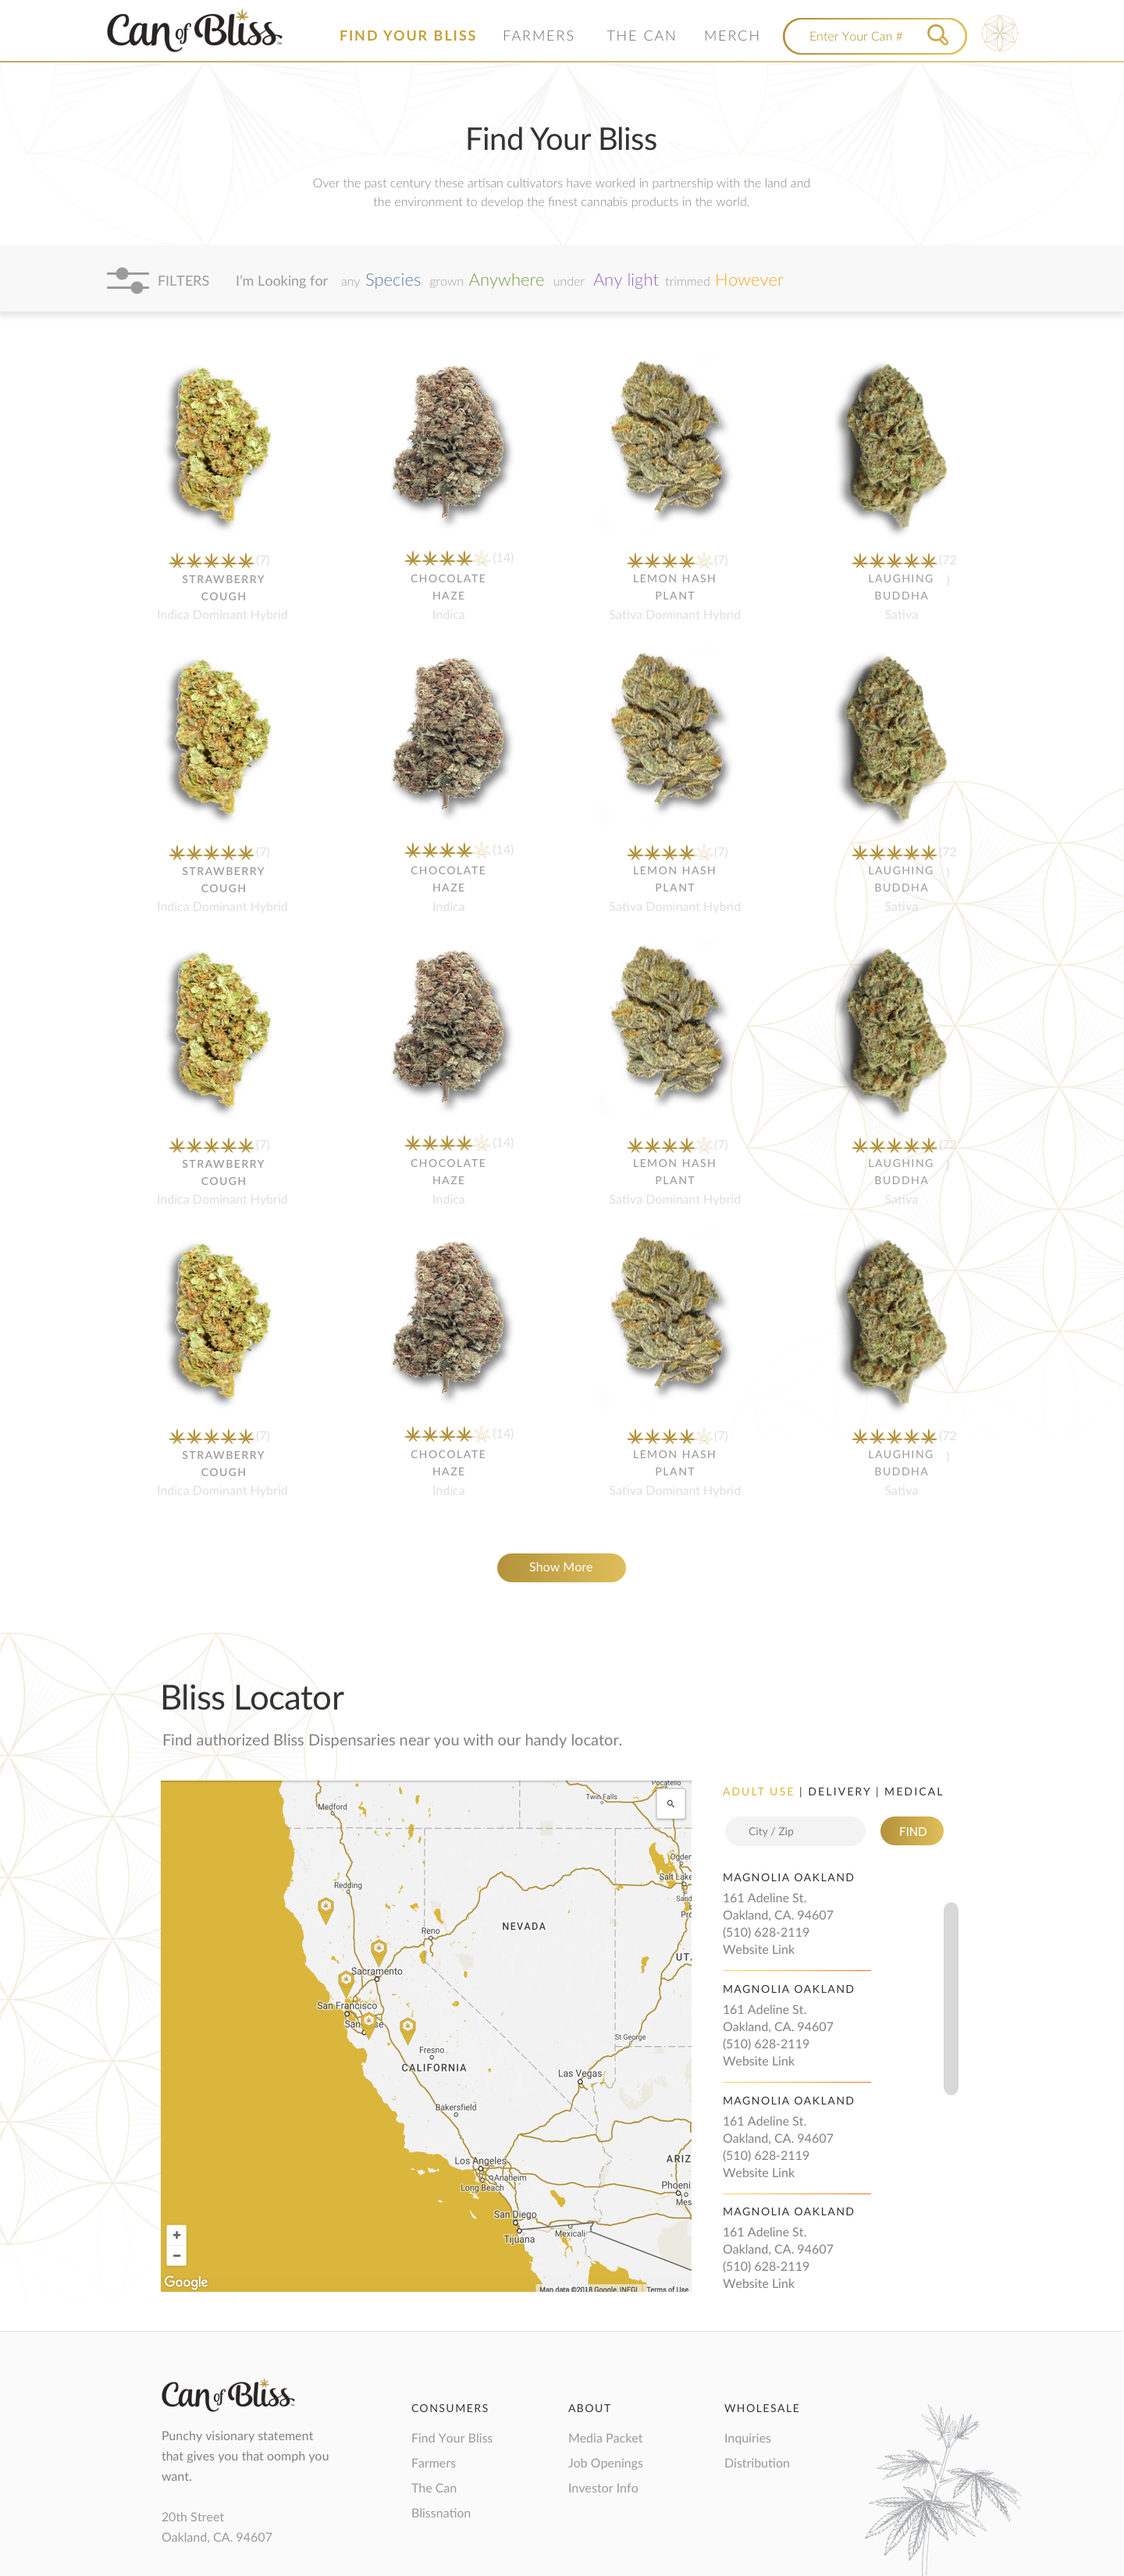 Can of Bliss™
FIND YOUR BLISS FARMERS THE CAN MERCH Enter Your Can #
Find Your Bliss
Over the past century these artisan cultivators have worked in partnership with the land and
the environment to develop the finest cannabis products in the world.
FILTERS I'm Looking for any Species grown Anywhere under Any light trimmed However
(7) (14) (7) (72
)
STRAWBERRY CHOCOLATE LEMON HASH LAUGHING
COUGH HAZE PLANT BUDDHA
Indica Dominant Hybrid Indica Sativa Dominant Hybrid Sativa
(7) (14) (7) (72
)
STRAWBERRY CHOCOLATE LEMON HASH LAUGHING
COUGH HAZE PLANT BUDDHA
Indica Dominant Hybrid Indica Sativa Dominant Hybrid Sativa
(7) (14) (7) (72
)
STRAWBERRY CHOCOLATE LEMON HASH LAUGHING
COUGH HAZE PLANT BUDDHA
Indica Dominant Hybrid Indica Sativa Dominant Hybrid Sativa
(7) (14) (7) (72
)
STRAWBERRY CHOCOLATE LEMON HASH LAUGHING
COUGH HAZE PLANT BUDDHA
Indica Dominant Hybrid Indica Sativa Dominant Hybrid Sativa
Show More
Bliss Locator
Find authorized Bliss Dispensaries near you with our handy locator.
Pocatello
Twin Falls
Medford
Ogden
Salt Lake
Redding
Sand
Pro
NEVADA
Reno
UT.
Sacramento
San Francisco
San Jose
St George
Fresno
CALIFORNIA
Las Vegas
Bakersfield
ARIZ
Los Angeles
Anaheim
Long Beach
Phoeni
Mes
San Diego
Mexicali
Tijuana
+
−
Google
Map data ©2018 Google, INEGI Terms of Use
ADULT USE | DELIVERY | MEDICAL
City / Zip FIND
MAGNOLIA OAKLAND
161 Adeline St.
Oakland, CA. 94607
(510) 628-2119
Website Link
MAGNOLIA OAKLAND
161 Adeline St.
Oakland, CA. 94607
(510) 628-2119
Website Link
MAGNOLIA OAKLAND
161 Adeline St.
Oakland, CA. 94607
(510) 628-2119
Website Link
MAGNOLIA OAKLAND
161 Adeline St.
Oakland, CA. 94607
(510) 628-2119
Website Link
Can of Bliss™
Punchy visionary statement
that gives you that oomph you
want.
20th Street
Oakland, CA. 94607
CONSUMERS
Find Your Bliss
Farmers
The Can
Blissnation
ABOUT
Media Packet
Job Openings
Investor Info
WHOLESALE
Inquiries
Distribution